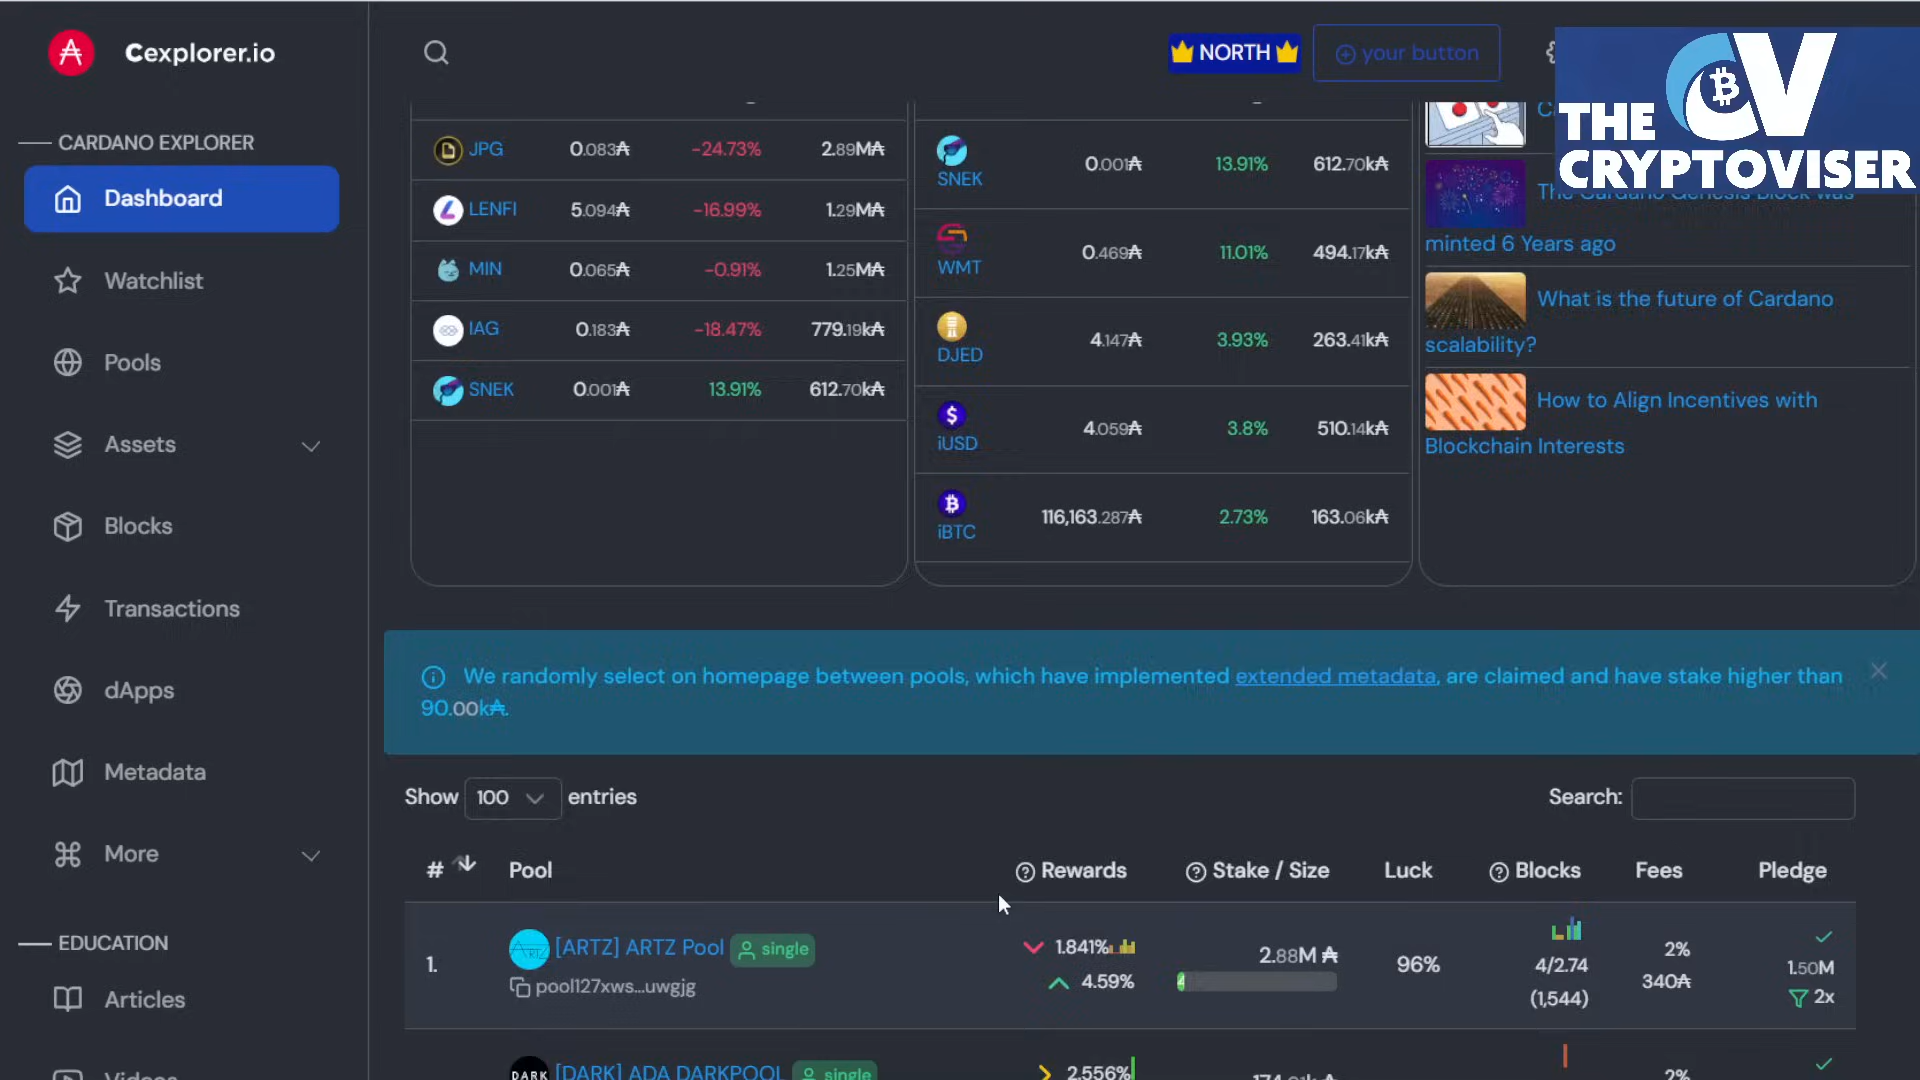 Cexplorer.io
NORTH
your button
THE
CRYPTOVISER
CARDANO EXPLORER
Dashboard
Watchlist
Pools
Assets
Blocks
Transactions
dApps
Metadata
More
EDUCATION
Articles
JPG 0.083₳ -24.73% 2.89M₳
LENFI 5.094₳ -16.99% 1.29M₳
MIN 0.065₳ -0.91% 1.25M₳
IAG 0.183₳ -18.47% 779.19k₳
SNEK 0.001₳ 13.91% 612.70k₳
SNEK 0.001₳ 13.91% 612.70k₳
WMT 0.469₳ 11.01% 494.17k₳
DJED 4.147₳ 3.93% 263.41k₳
iUSD 4.059₳ 3.8% 510.14k₳
iBTC 116,163.287₳ 2.73% 163.06k₳
The Cardano Genesis Block was
minted 6 Years ago
What is the future of Cardano
scalability?
How to Align Incentives with
Blockchain Interests
We randomly select on homepage between pools, which have implemented extended metadata, are claimed and have stake higher than
90.00k₳.
Show 100 entries
Search:
# Pool Rewards Stake / Size Luck Blocks Fees Pledge
1. [ARTZ] ARTZ Pool single
pool127xws...uwgjg
1.841%
4.59%
2.88M ₳
4
96%
4/2.74
(1,544)
2%
340₳
1.50M
2x
DARK [DARK] ADA DARKPOOL single
2.556%
2%